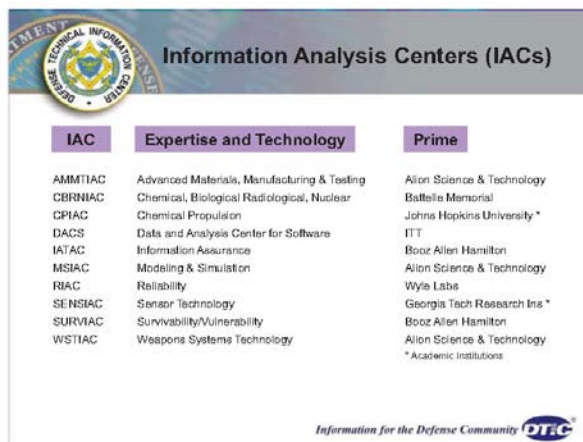 DEFENSE TECHNICAL INFORMATION CENTER
Information Analysis Centers (IACs)
IAC Expertise and Technology Prime
AMMTIAC Advanced Materials, Manufacturing & Testing Alion Science & Technology
CBRNIAC Chemical, Biological Radiological, Nuclear Battelle Memorial
CPIAC Chemical Propulsion Johns Hopkins University *
DACS Data and Analysis Center for Software ITT
IATAC Information Assurance Booz Allen Hamilton
MSIAC Modeling & Simulation Alion Science & Technology
RIAC Reliability Wyle Labs
SENSIAC Sensor Technology Georgia Tech Research Ins *
SURVIAC Survivability/Vulnerability Booz Allen Hamilton
WSTIAC Weapons Systems Technology Alion Science & Technology
* Academic Institutions
Information for the Defense Community DTIC